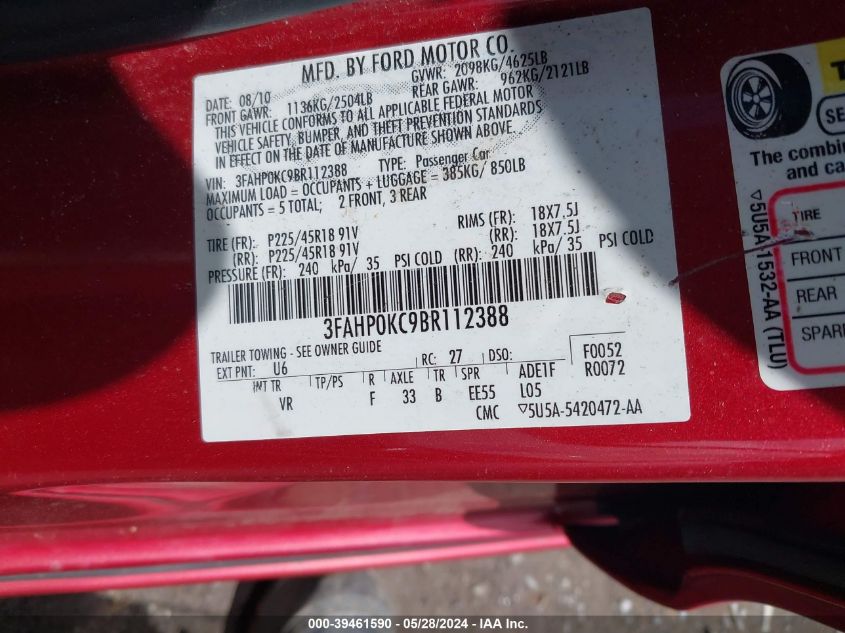 MFD. BY FORD MOTOR CO.
DATE: 08/10 GVWR: 2098KG/4625LB
FRONT GAWR: 1136KG/2504LB REAR GAWR: 962KG/2121LB
THIS VEHICLE CONFORMS TO ALL APPLICABLE FEDERAL MOTOR
VEHICLE SAFETY, BUMPER, AND THEFT PREVENTION STANDARDS
IN EFFECT ON THE DATE OF MANUFACTURE SHOWN ABOVE.
VIN: 3FAHP0KC9BR112388 TYPE: Passenger Car
MAXIMUM LOAD = OCCUPANTS + LUGGAGE = 385KG/ 850LB
OCCUPANTS = 5 TOTAL; 2 FRONT, 3 REAR
TIRE (FR): P225/45R18 91V RIMS (FR): 18X7.5J
(RR): P225/45R18 91V (RR): 18X7.5J
PRESSURE (FR): 240 kPa/ 35 PSI COLD (RR): 240 kPa/ 35 PSI COLD
3FAHP0KC9BR112388
TRAILER TOWING - SEE OWNER GUIDE
EXT PNT: U6 RC: 27 DSO: F0052
R0072
INT TR TP/PS R AXLE TR SPR ADE1F
VR F 33 B EE55 L05
CMC ▽5U5A-5420472-AA
T
SE
The combin
and ca
TIRE
FRONT
REAR
SPARE
▽5U5A-1532-AA (TLU)
000-39461590 - 05/28/2024 - IAA Inc.